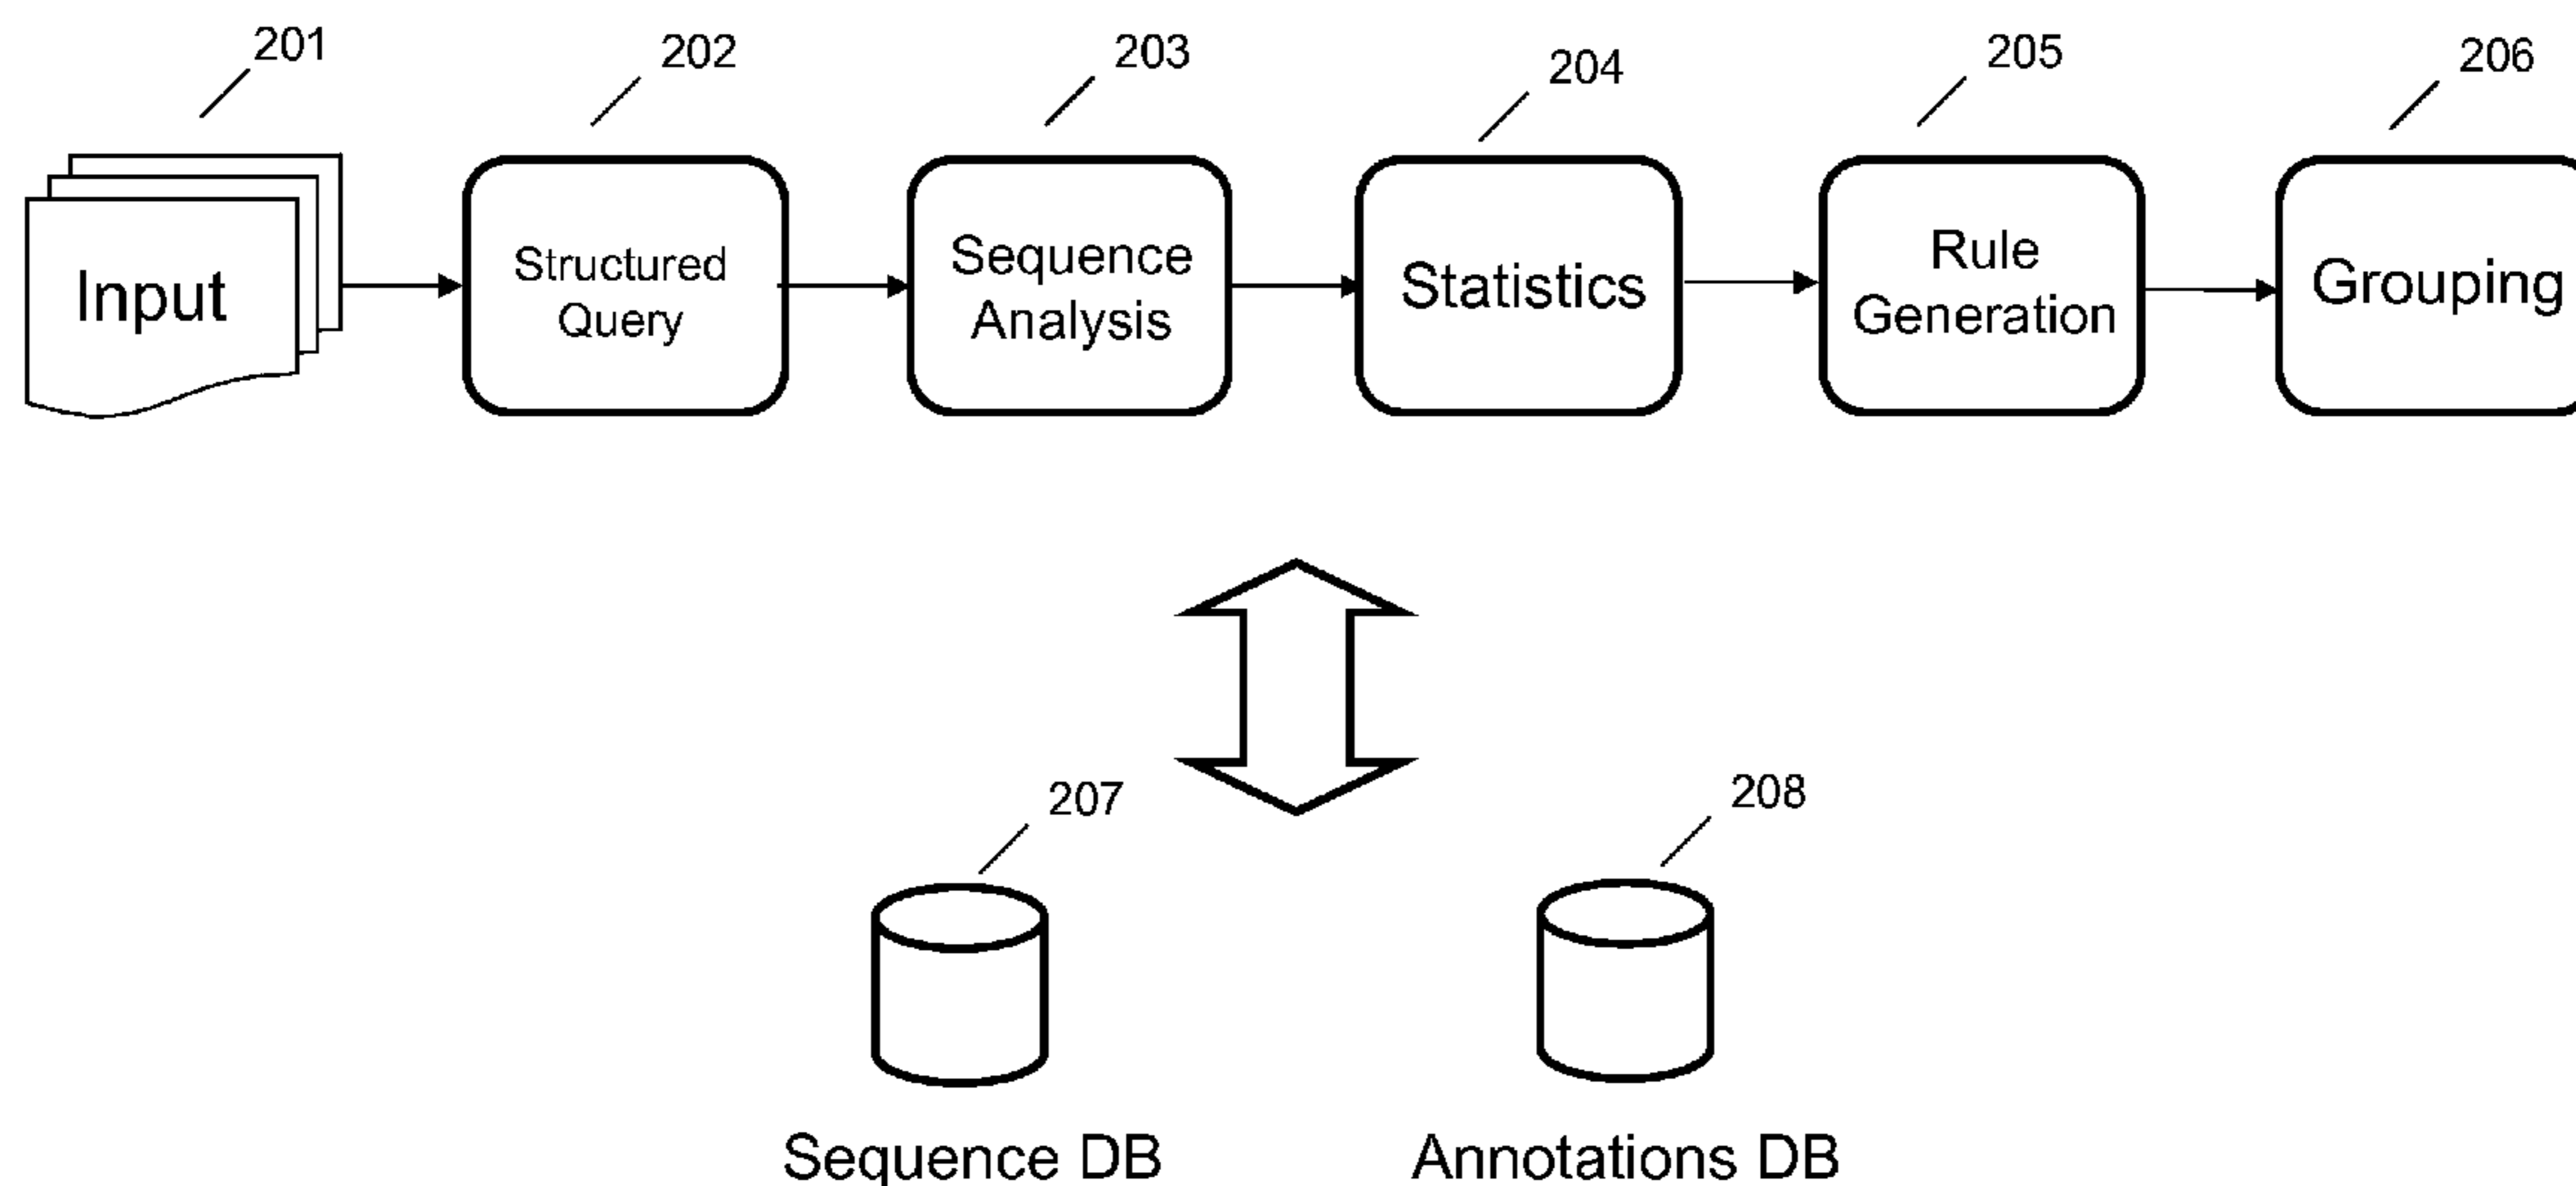 201
202
203
204
205
206
Input
Structured
Query
Sequence
Analysis
Statistics
Rule
Generation
Grouping
207
208
Sequence DB
Annotations DB